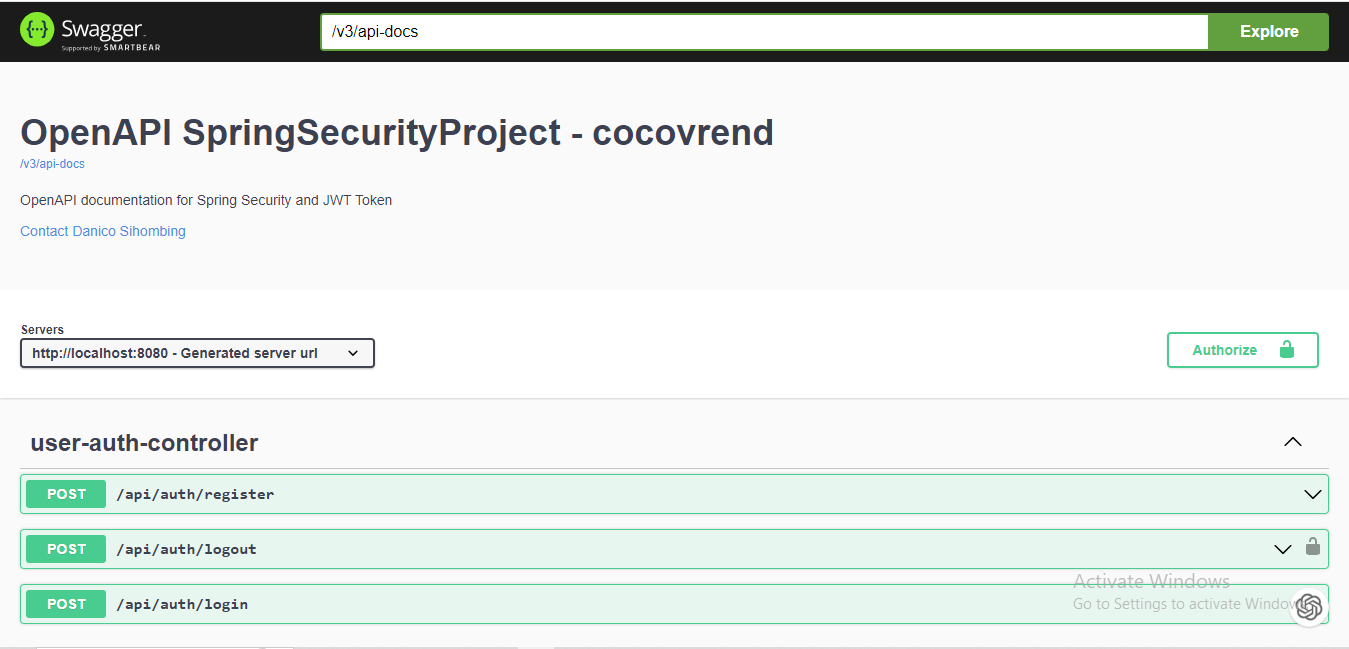 Swagger
Supported by SMARTBEAR
/v3/api-docs
Explore
OpenAPI SpringSecurityProject - cocovrend
/v3/api-docs
OpenAPI documentation for Spring Security and JWT Token
Contact Danico Sihombing
Servers
http://localhost:8080 - Generated server url
Authorize
user-auth-controller
POST /api/auth/register
POST /api/auth/logout
Activate Windows
POST /api/auth/login
Go to Settings to activate Window